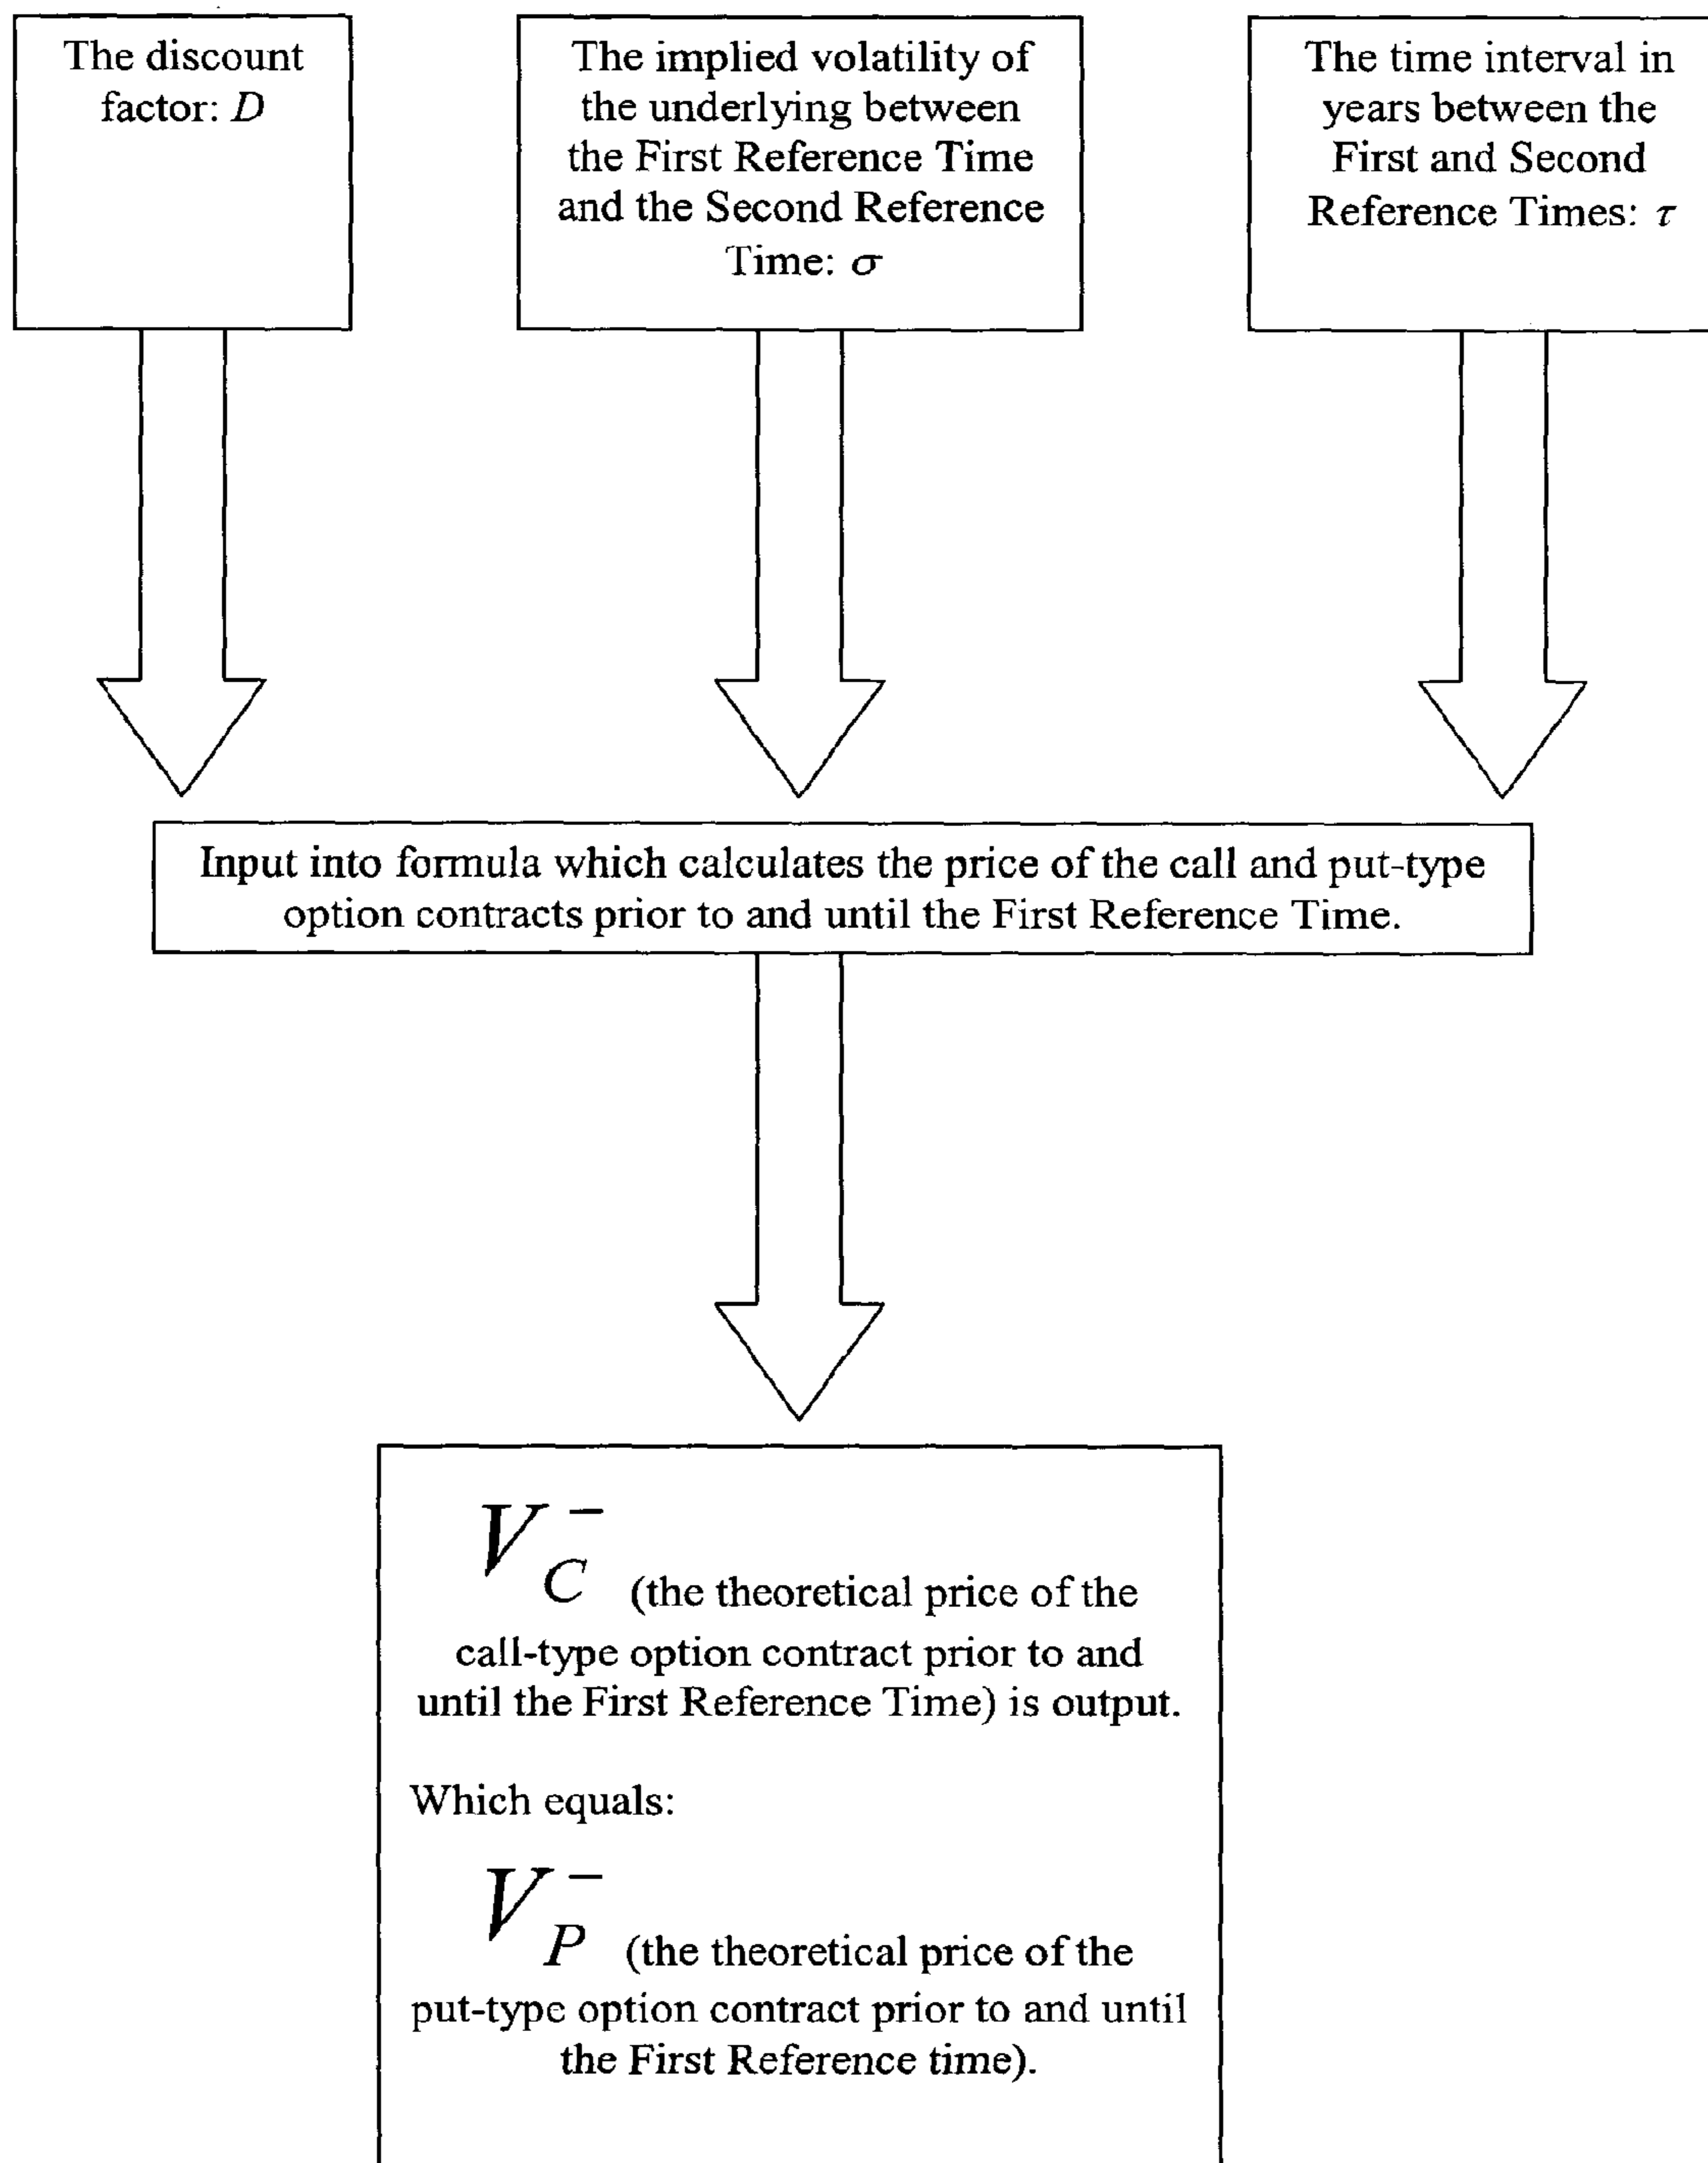 The discount
factor: D
The implied volatility of
the underlying between
the First Reference Time
and the Second Reference
Time: σ
The time interval in
years between the
First and Second
Reference Times: τ
Input into formula which calculates the price of the call and put-type
option contracts prior to and until the First Reference Time.
V_C^- (the theoretical price of the
call-type option contract prior to and
until the First Reference Time) is output.
Which equals:
V_P^- (the theoretical price of the
put-type option contract prior to and until
the First Reference time).